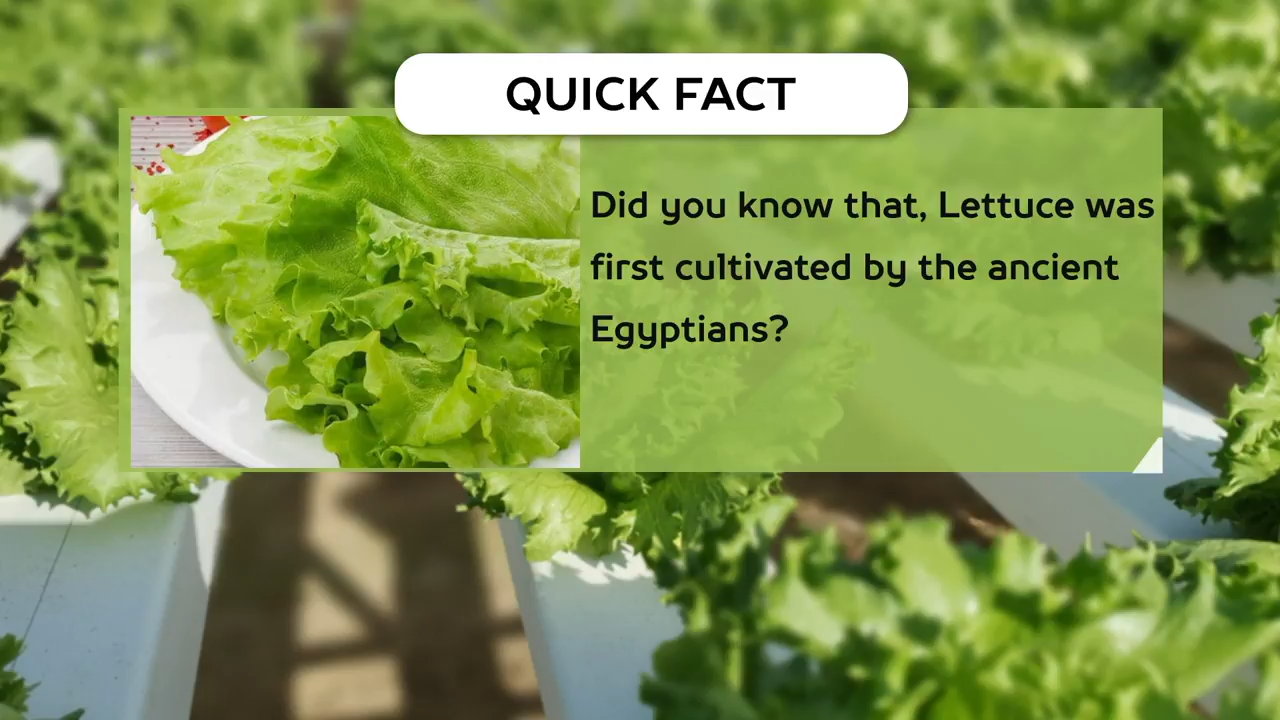 QUICK FACT
Did you know that, Lettuce was
first cultivated by the ancient
Egyptians?